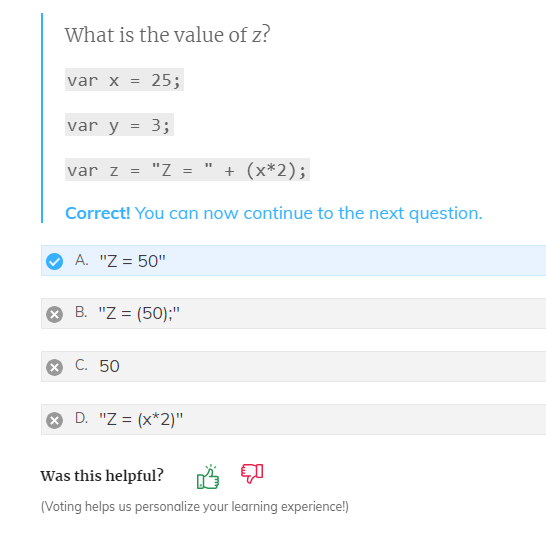 What is the value of z?
var x = 25;
var y = 3;
var z = "Z = " + (x*2);
Correct! You can now continue to the next question.
A. "Z = 50"
B. "Z = (50);"
C. 50
D. "Z = (x*2)"
Was this helpful?
(Voting helps us personalize your learning experience!)